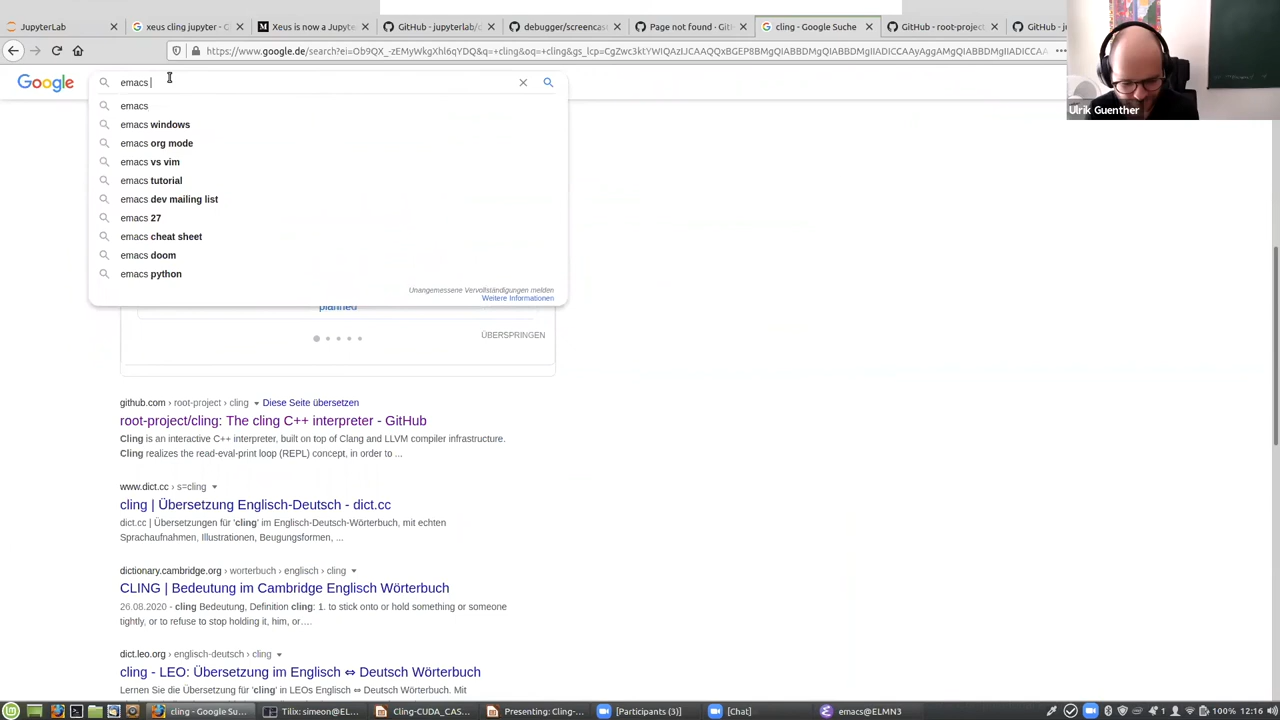 JupyterLab
xeus cling jupyter - G
Xeus is now a Jupyter
GitHub - jupyterlab/d
debugger/screencas
Page not found · Gith
cling - Google Suche
GitHub - root-project
GitHub - j
https://www.google.de/search?ei=Ob9QX_-zEMyWkgXhl6qYDQ&q=+cling&oq=+cling&gs_lcp=CgZwc3ktYWIQAzIJCAAQQxBGEP8BMgQIABBDMgQIABBDMgIIADICCAAyAggAMgQIABBDMgIIADICCA
Ulrik Guenther
Google
emacs
emacs
emacs windows
emacs org mode
emacs vs vim
emacs tutorial
emacs dev mailing list
emacs 27
emacs cheat sheet
emacs doom
emacs python
Unangemessene Vervollständigungen melden
Weitere Informationen
planned
ÜBERSPRINGEN
github.com › root-project › cling Diese Seite übersetzen
root-project/cling: The cling C++ interpreter - GitHub
Cling is an interactive C++ interpreter, built on top of Clang and LLVM compiler infrastructure.
Cling realizes the read-eval-print loop (REPL) concept, in order to ...
www.dict.cc › s=cling
cling | Übersetzung Englisch-Deutsch - dict.cc
dict.cc | Übersetzungen für 'cling' im Englisch-Deutsch-Wörterbuch, mit echten
Sprachaufnahmen, Illustrationen, Beugungsformen, ...
dictionary.cambridge.org › worterbuch › englisch › cling
CLING | Bedeutung im Cambridge Englisch Wörterbuch
26.08.2020 - cling Bedeutung, Definition cling: 1. to stick onto or hold something or someone
tightly, or to refuse to stop holding it, him, or….
dict.leo.org › englisch-deutsch › cling
cling - LEO: Übersetzung im Englisch ⇔ Deutsch Wörterbuch
Lernen Sie die Übersetzung für 'cling' in LEOs Englisch ⇔ Deutsch Wörterbuch. Mit
cling - Google Su...
Tilix: simeon@EL...
Cling-CUDA_CAS...
Presenting: Cling-...
[Participants (3)]
[Chat]
emacs@ELMN3
100%
12:16